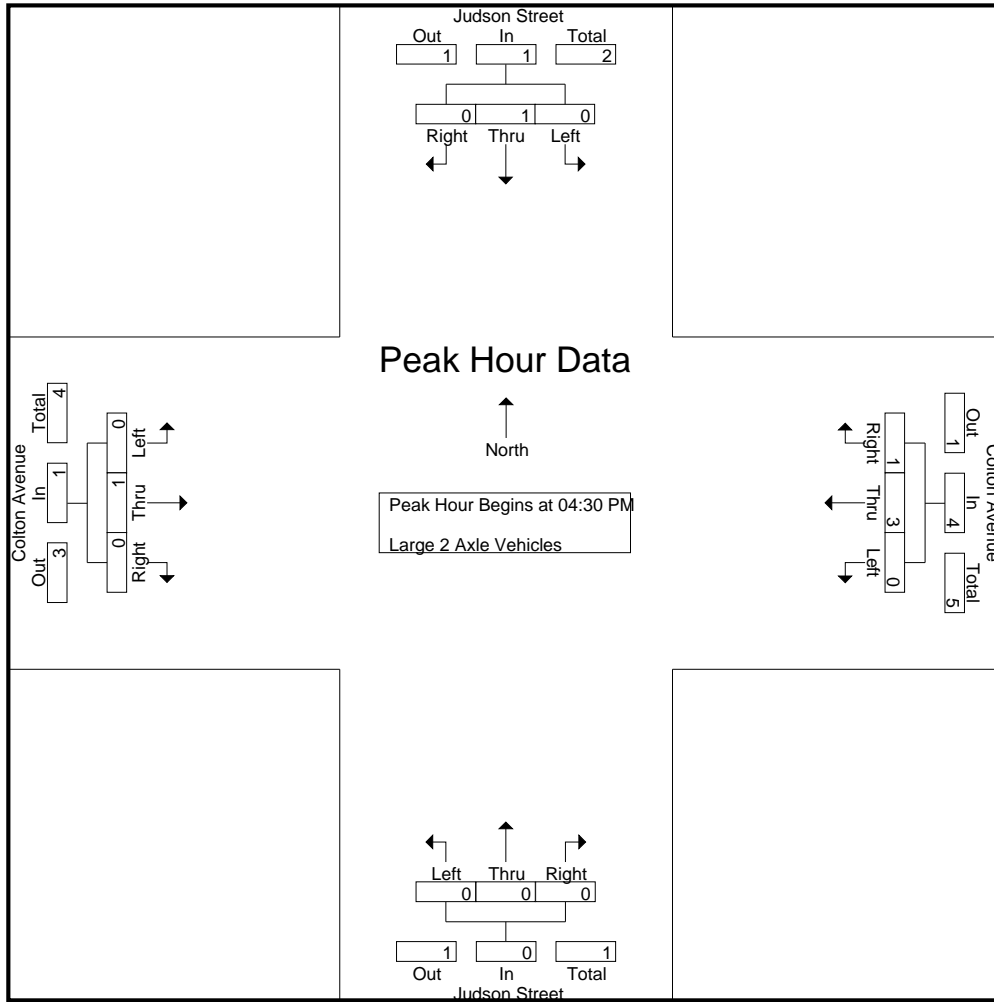 Judson Street
Out In Total
1 1 2
0 1 0
Right Thru Left
Peak Hour Data
North
Peak Hour Begins at 04:30 PM
Large 2 Axle Vehicles
Colton Avenue
Out In Total
3 1 4
0 1 0
Right Thru Left
Colton Avenue
Out In Total
1 4 5
1 3 0
Right Thru Left
Left Thru Right
0 0 0
1 0 1
Out In Total
Judson Street